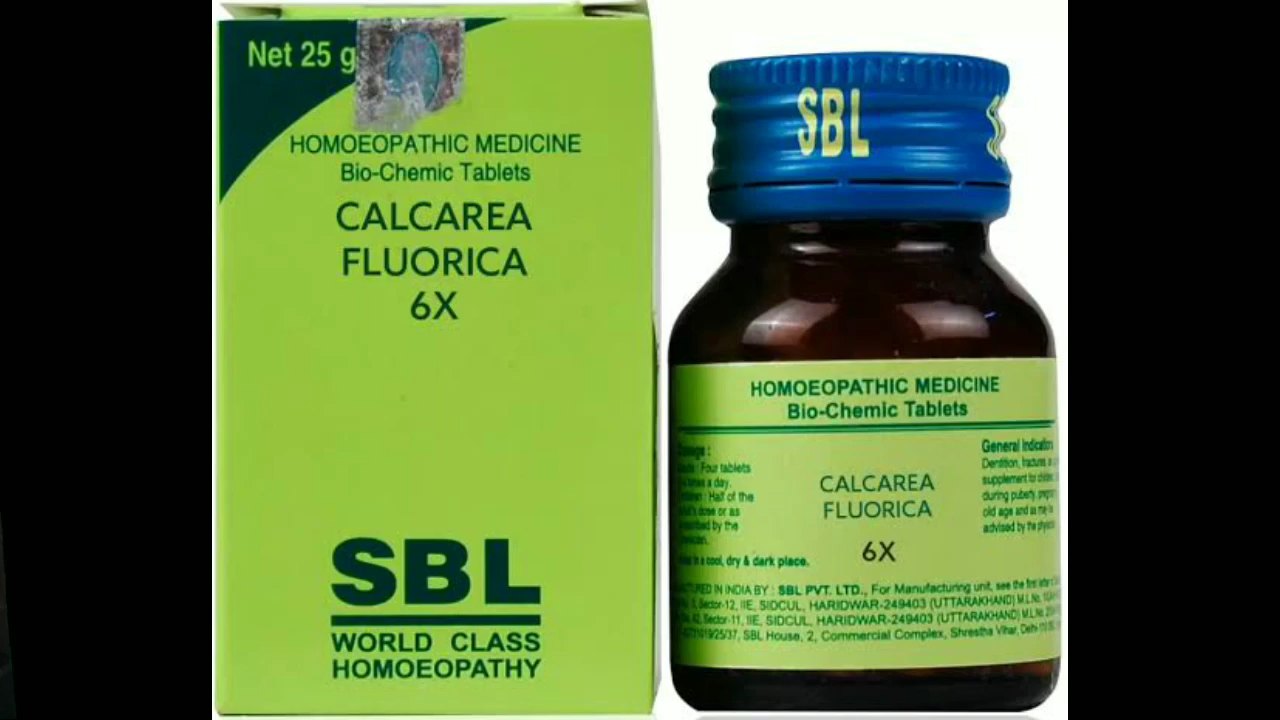 Net 25 g
HOMOEOPATHIC MEDICINE
Bio-Chemic Tablets
CALCAREA
FLUORICA
6X
SBL
WORLD CLASS
HOMOEOPATHY
SBL
HOMOEOPATHIC MEDICINE
Bio-Chemic Tablets
: Four tablets
times a day.
: Half of the
dose or as
by the
General Indications
Dentition, fractures,
supplement for
during puberty,
old age and as may
advised by the
CALCAREA
FLUORICA
6X
in a cool, dry & dark place.
IN INDIA BY : SBL PVT. LTD., For Manufacturing unit, see the first letter of
Sector-12, IIE, SIDCUL, HARIDWAR-249403 (UTTARAKHAND) M.L.No.
Sector-11, IIE, SIDCUL, HARIDWAR-249403 (UTTARAKHAND) M.L.No.
SBL House, 2, Commercial Complex, Shrestha Vihar, Delhi-110